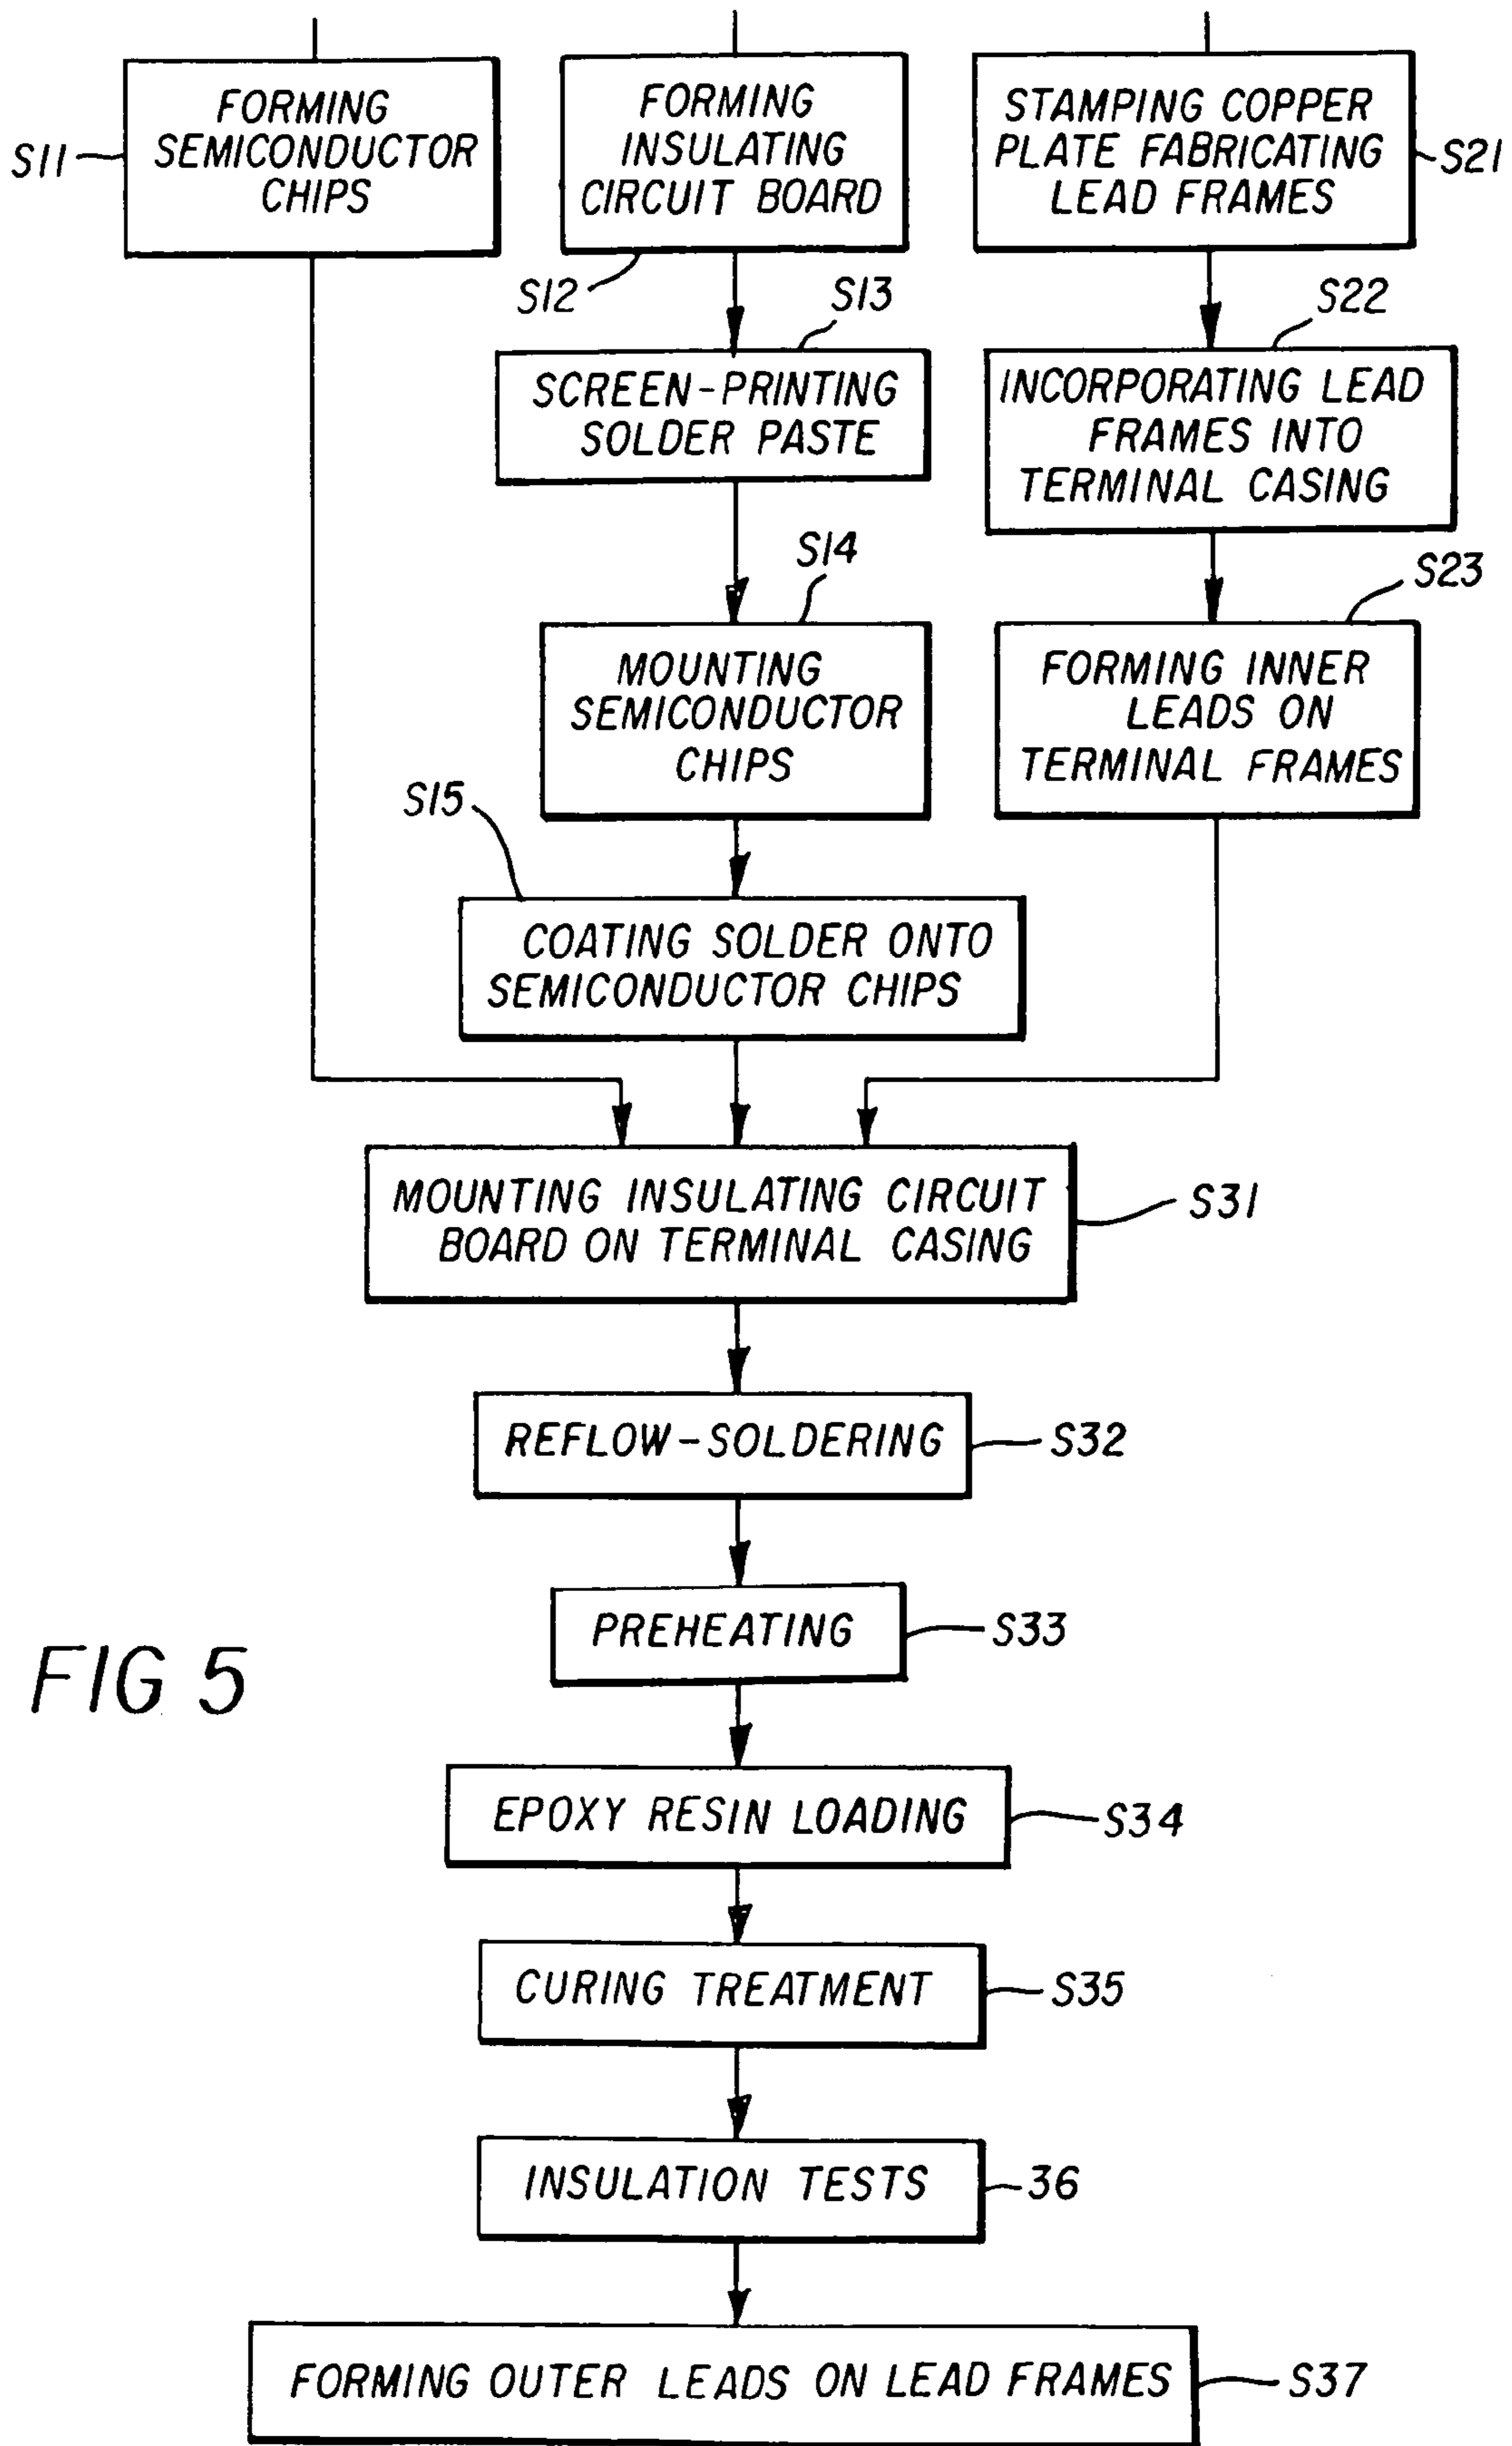 FORMING
SEMICONDUCTOR
CHIPS
S11
FORMING
INSULATING
CIRCUIT BOARD
S12
STAMPING COPPER
PLATE FABRICATING
LEAD FRAMES
S21
S13
SCREEN-PRINTING
SOLDER PASTE
S22
INCORPORATING LEAD
FRAMES INTO
TERMINAL CASING
S14
MOUNTING
SEMICONDUCTOR
CHIPS
S23
FORMING INNER
LEADS ON
TERMINAL FRAMES
S15
COATING SOLDER ONTO
SEMICONDUCTOR CHIPS
MOUNTING INSULATING CIRCUIT
BOARD ON TERMINAL CASING
S31
REFLOW-SOLDERING
S32
PREHEATING
S33
FIG 5
EPOXY RESIN LOADING
S34
CURING TREATMENT
S35
INSULATION TESTS
36
FORMING OUTER LEADS ON LEAD FRAMES
S37